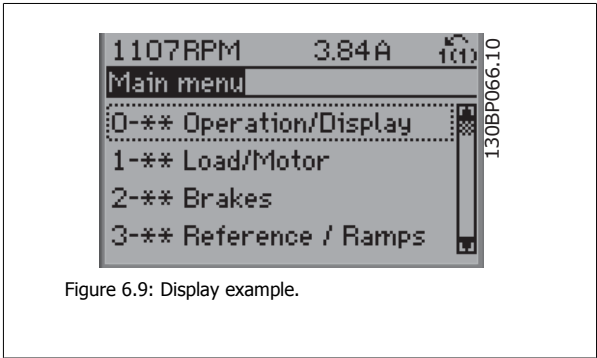 1107RPM 3.84A 1(1)
Main menu
0-** Operation/Display
1-** Load/Motor
2-** Brakes
3-** Reference / Ramps
130BP066.10
Figure 6.9: Display example.